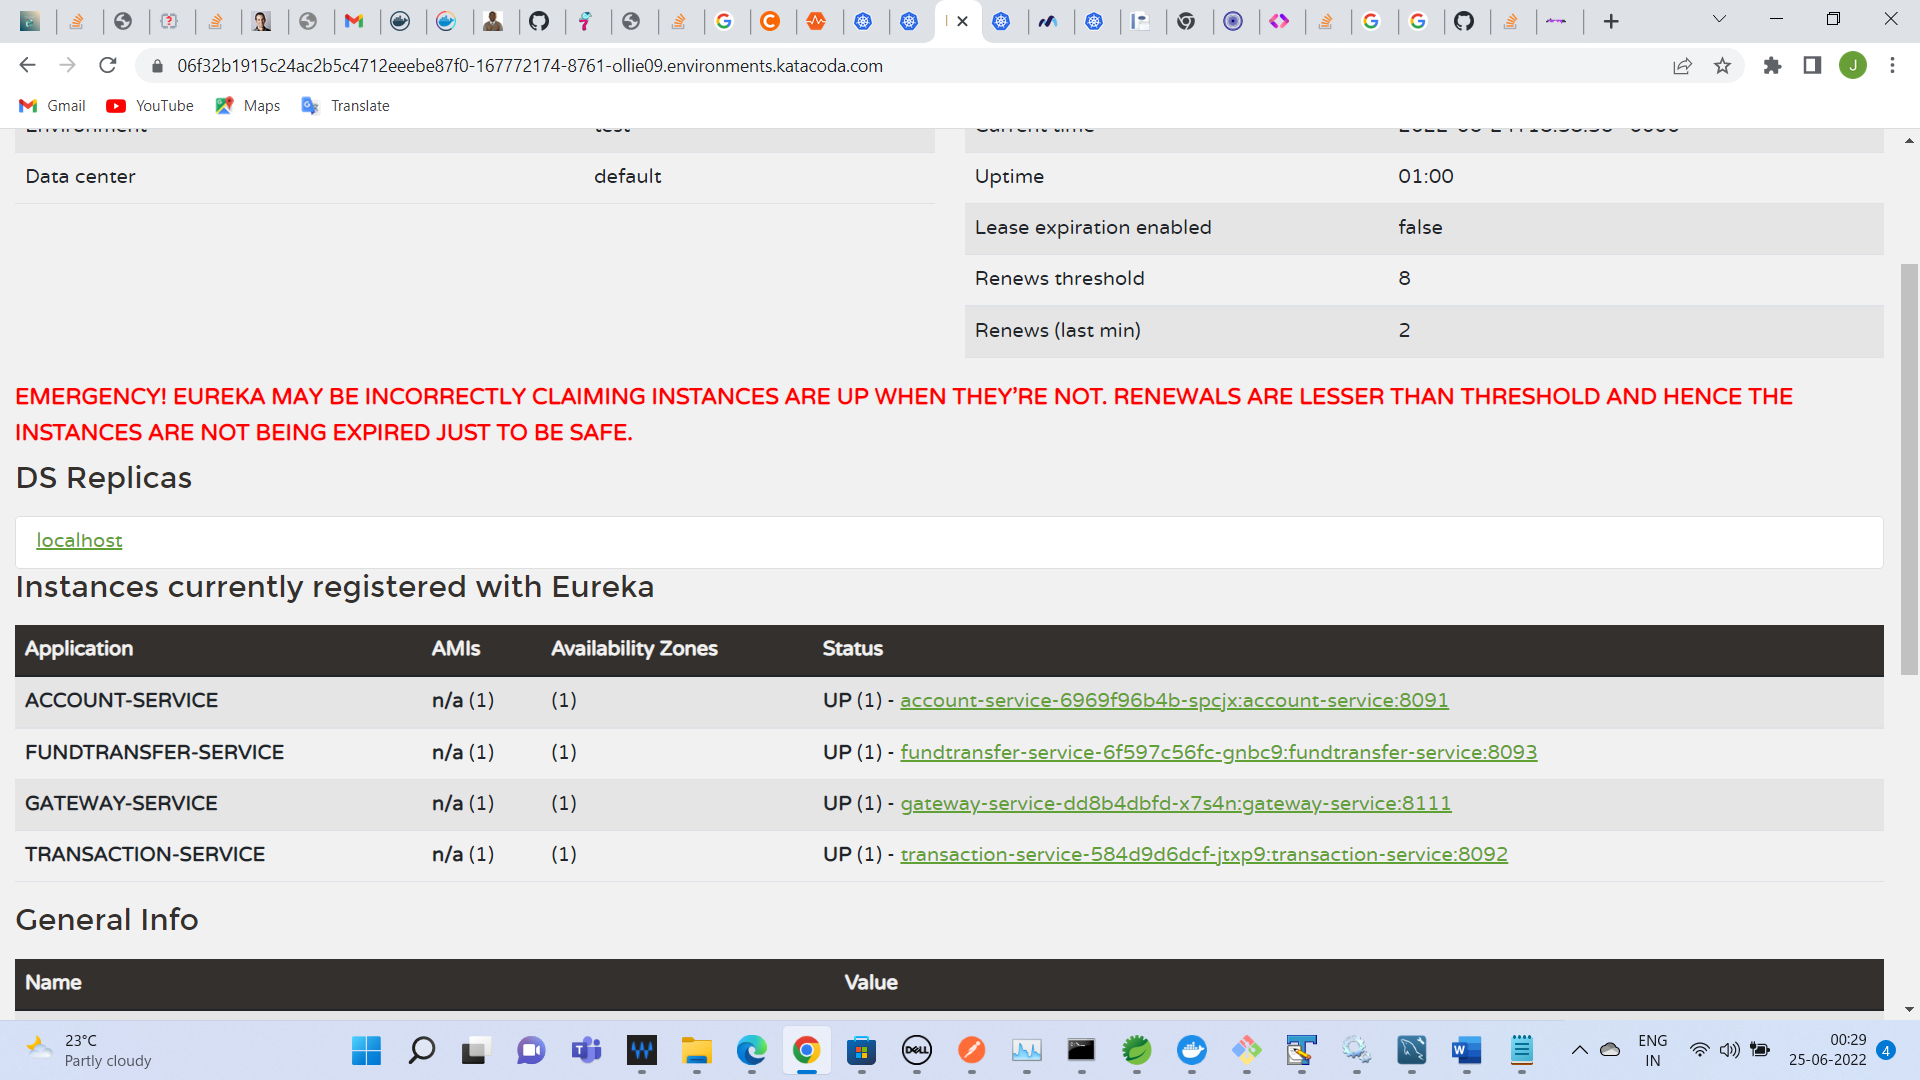 06f32b1915c24ac2b5c4712eeebe87f0-167772174-8761-ollie09.environments.katacoda.com
J
Gmail YouTube Maps Translate
Environment test
Current time
Data center default
Uptime 01:00
Lease expiration enabled false
Renews threshold 8
Renews (last min) 2
EMERGENCY! EUREKA MAY BE INCORRECTLY CLAIMING INSTANCES ARE UP WHEN THEY'RE NOT. RENEWALS ARE LESSER THAN THRESHOLD AND HENCE THE
INSTANCES ARE NOT BEING EXPIRED JUST TO BE SAFE.
DS Replicas
localhost
Instances currently registered with Eureka
Application AMIs Availability Zones Status
ACCOUNT-SERVICE n/a (1) (1) UP (1) - account-service-6969f96b4b-spcjx:account-service:8091
FUNDTRANSFER-SERVICE n/a (1) (1) UP (1) - fundtransfer-service-6f597c56fc-gnbc9:fundtransfer-service:8093
GATEWAY-SERVICE n/a (1) (1) UP (1) - gateway-service-dd8b4dbfd-x7s4n:gateway-service:8111
TRANSACTION-SERVICE n/a (1) (1) UP (1) - transaction-service-584d9d6dcf-jtxp9:transaction-service:8092
General Info
Name Value
23°C
Partly cloudy
DELL
ENG
IN
00:29
25-06-2022
4